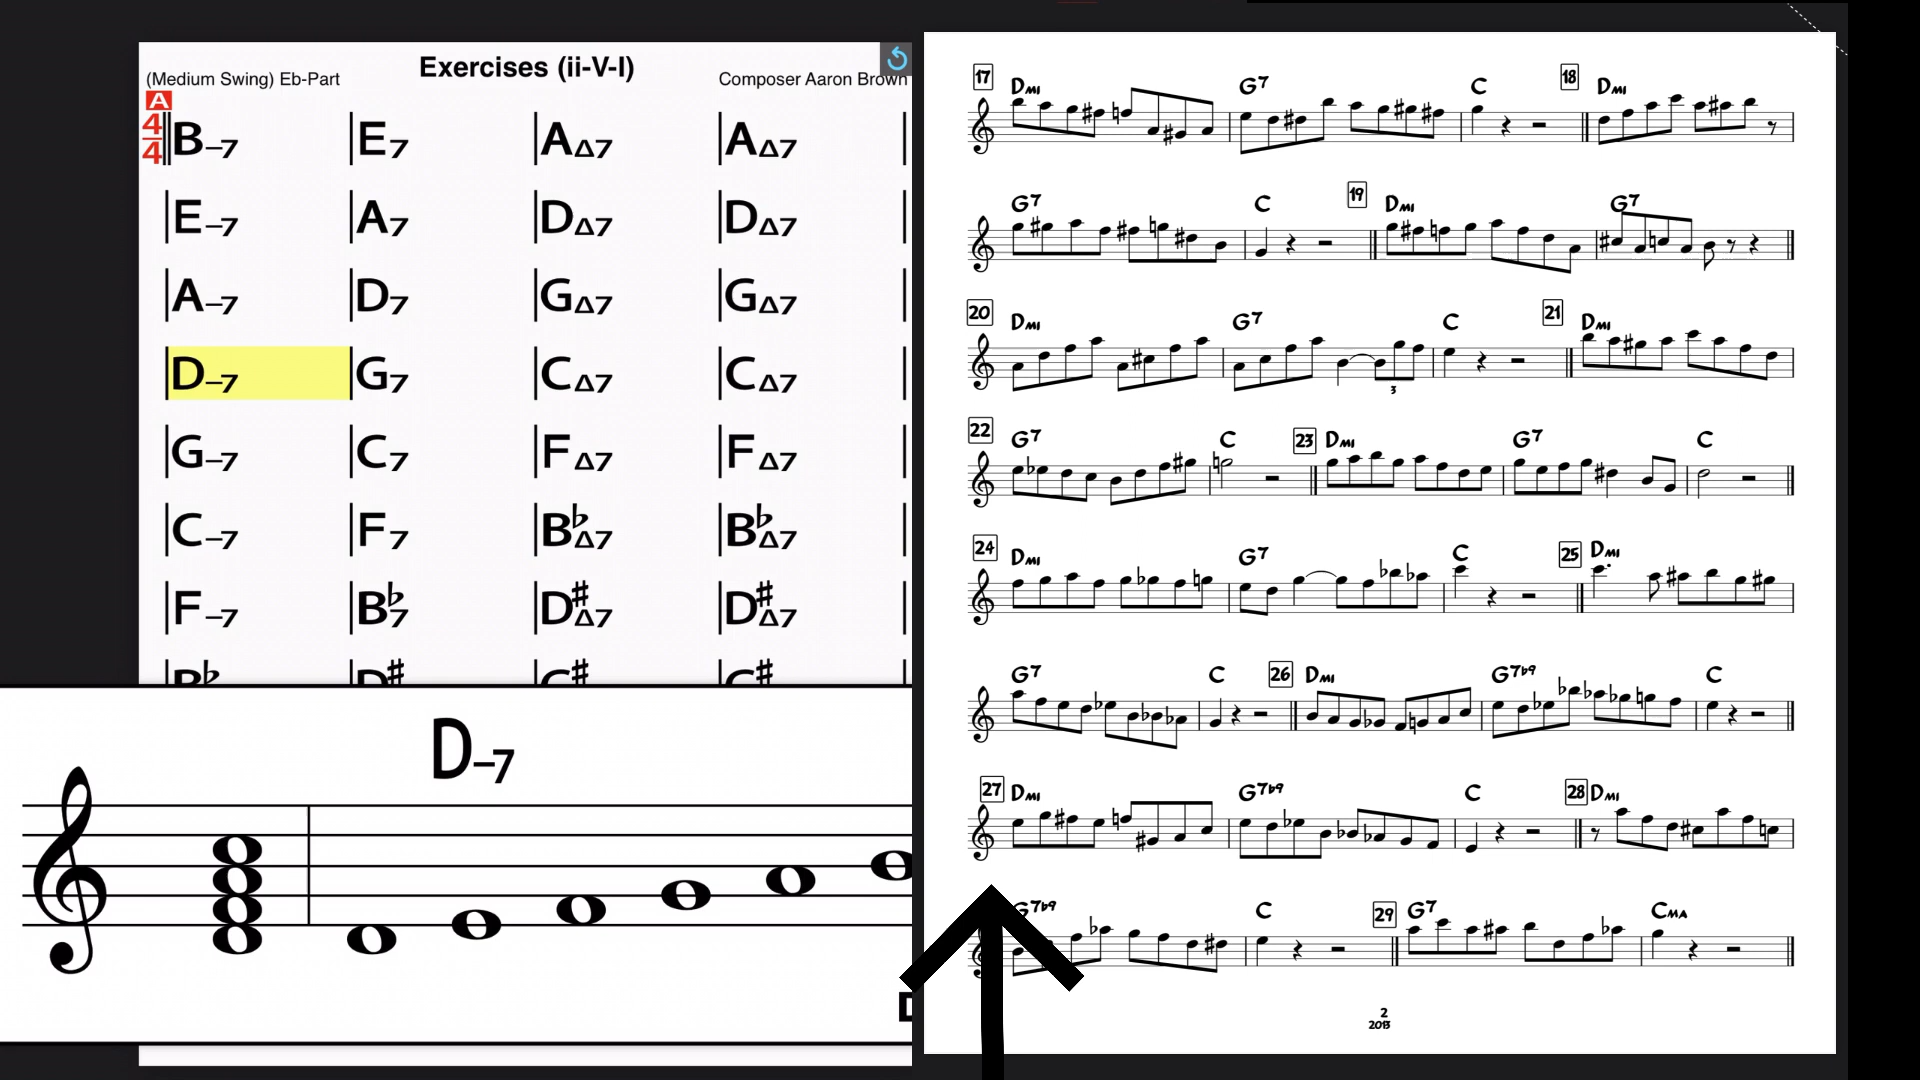 Exercises (ii-V-I)
(Medium Swing) Eb-Part
Composer Aaron Brown
A
4
4
B–7 E7 AΔ7 AΔ7
E–7 A7 DΔ7 DΔ7
A–7 D7 GΔ7 GΔ7
D–7 G7 CΔ7 CΔ7
G–7 C7 FΔ7 FΔ7
C–7 F7 B♭Δ7 B♭Δ7
F–7 B♭7 D♯Δ7 D♯Δ7
D–7
17 DMI G7 C 18 DMI
G7 C 19 DMI G7
20 DMI G7 C 21 DMI
3
22 G7 C 23 DMI G7 C
24 DMI G7 C 25 DMI
G7 C 26 DMI G7♭9 C
27 DMI G7♭9 C 28 DMI
G7♭9 C 29 G7 CMA
2
2013